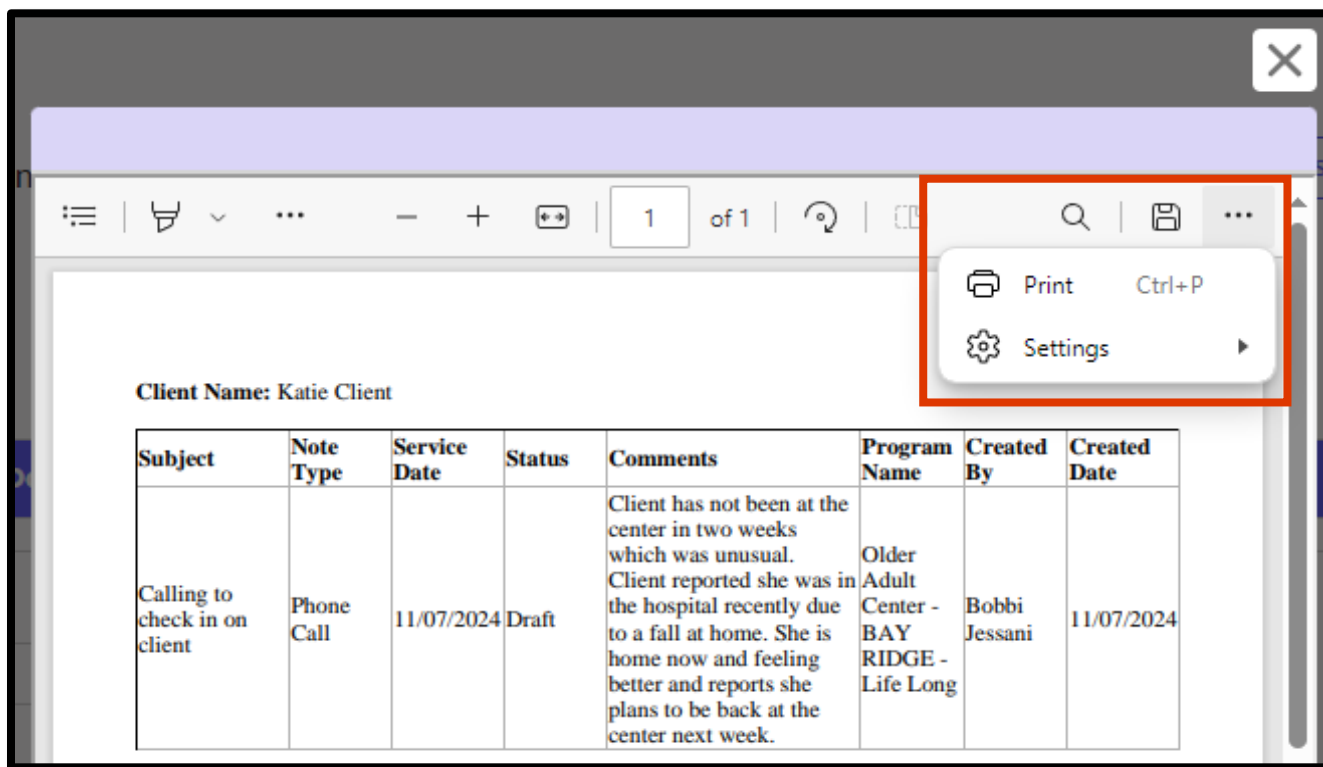 1 of 1
Print Ctrl+P
Settings
Client Name: Katie Client
Subject
Note
Type
Service
Date
Status
Comments
Program
Name
Created
By
Created
Date
Calling to
check in on
client
Phone
Call
11/07/2024
Draft
Client has not been at the
center in two weeks
which was unusual.
Client reported she was in
the hospital recently due
to a fall at home. She is
home now and feeling
better and reports she
plans to be back at the
center next week.
Older
Adult
Center -
BAY
RIDGE -
Life Long
Bobbi
Jessani
11/07/2024